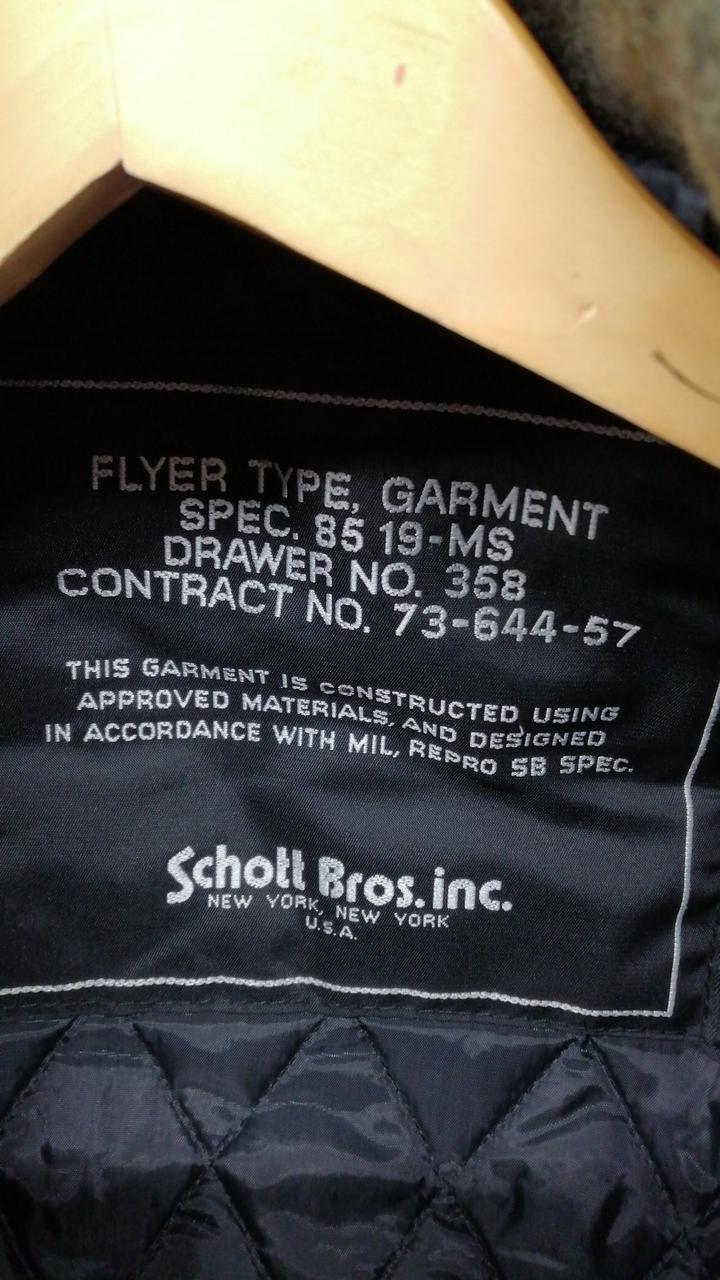 FLYER TYPE, GARMENT
SPEC. 85 19-MS
DRAWER NO. 358
CONTRACT NO. 73-644-57
THIS GARMENT IS CONSTRUCTED USING
APPROVED MATERIALS, AND DESIGNED
IN ACCORDANCE WITH MIL, REPRO SB SPEC.
Schott Bros. inc.
NEW YORK, NEW YORK
U.S.A.